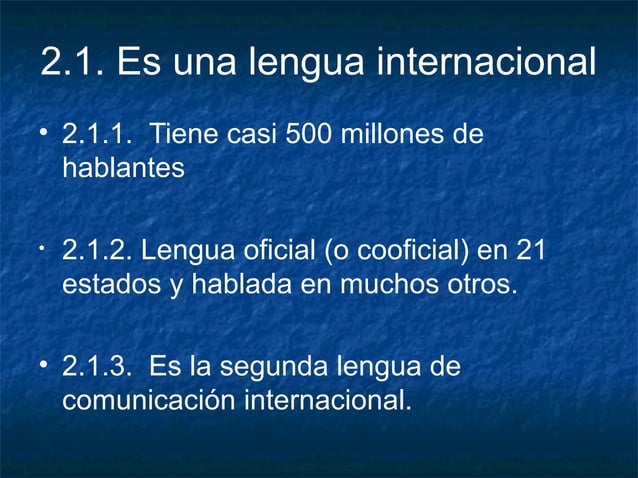 2.1. Es una lengua internacional
• 2.1.1. Tiene casi 500 millones de
hablantes
• 2.1.2. Lengua oficial (o cooficial) en 21
estados y hablada en muchos otros.
• 2.1.3. Es la segunda lengua de
comunicación internacional.